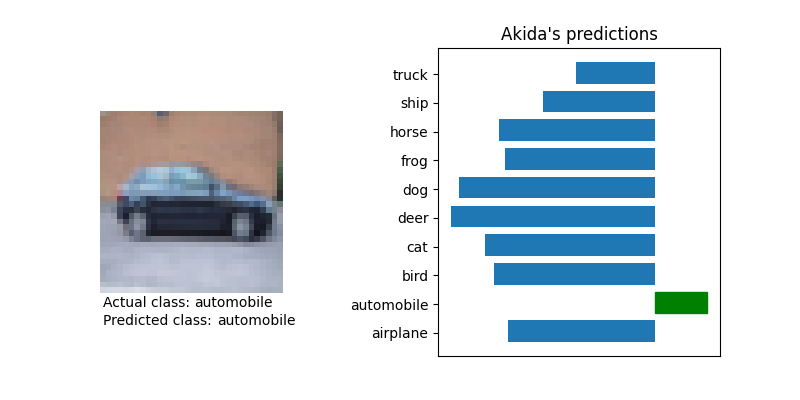 Akida's predictions
truck
ship
horse
frog
dog
deer
cat
bird
automobile
airplane
Actual class: automobile
Predicted class: automobile